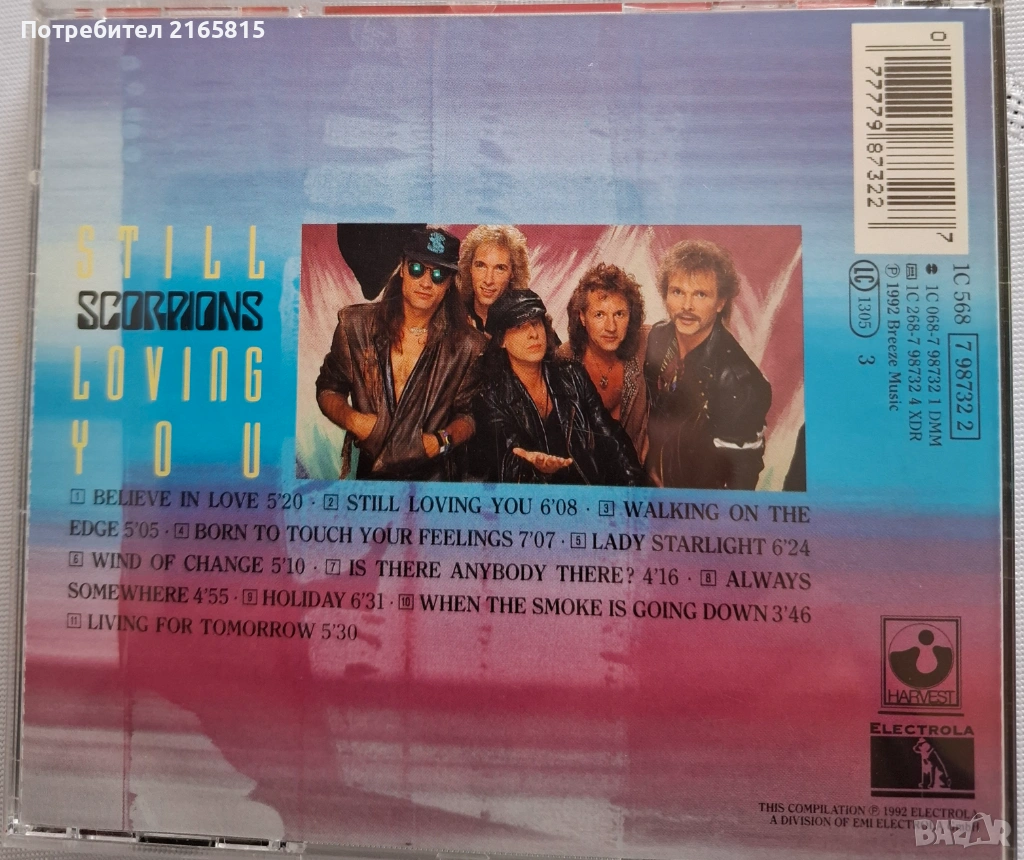 Потребител 2165815
STILL
SCORPIONS
LOVING
YOU
0 77779 87322 7
1C 568 7 98732 2
1C 068-7 98732 1 DMM
1C 268-7 98732 4 XDR
℗ 1992 Breeze Music
LC 1305 3
1 BELIEVE IN LOVE 5'20 · 2 STILL LOVING YOU 6'08 · 3 WALKING ON THE
EDGE 5'05 · 4 BORN TO TOUCH YOUR FEELINGS 7'07 · 5 LADY STARLIGHT 6'24
6 WIND OF CHANGE 5'10 · 7 IS THERE ANYBODY THERE? 4'16 · 8 ALWAYS
SOMEWHERE 4'55 · 9 HOLIDAY 6'31 · 10 WHEN THE SMOKE IS GOING DOWN 3'46
11 LIVING FOR TOMORROW 5'30
HARVEST
ELECTROLA
THIS COMPILATION ℗ 1992 ELECTROL
A DIVISION OF EMI ELECT
BAZAR